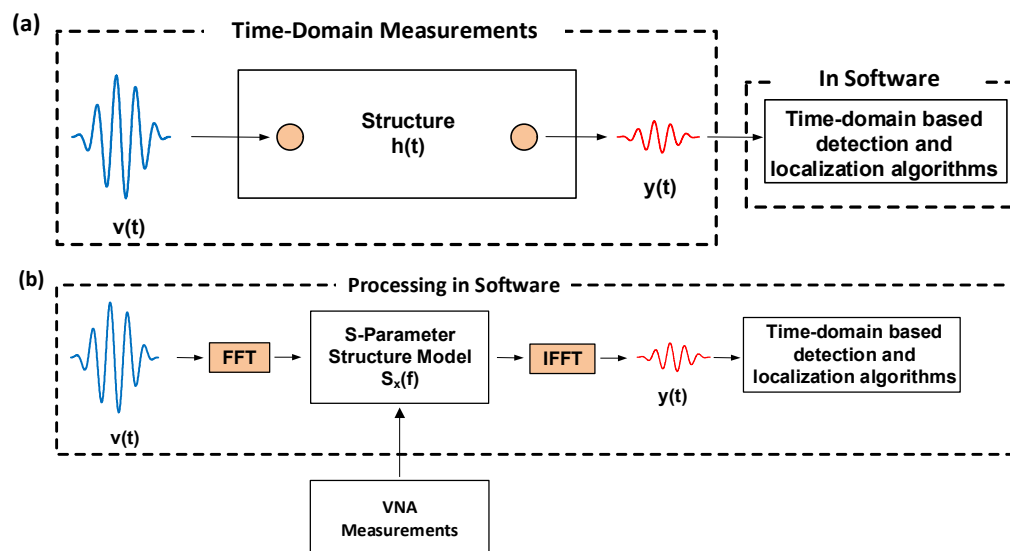 (a)
Time-Domain Measurements
In Software
Structure
h(t)
Time-domain based
detection and
localization algorithms
v(t)
y(t)
(b)
Processing in Software
FFT
S-Parameter
Structure Model
Sₓ(f)
IFFT
Time-domain based
detection and
localization algorithms
v(t)
y(t)
VNA
Measurements